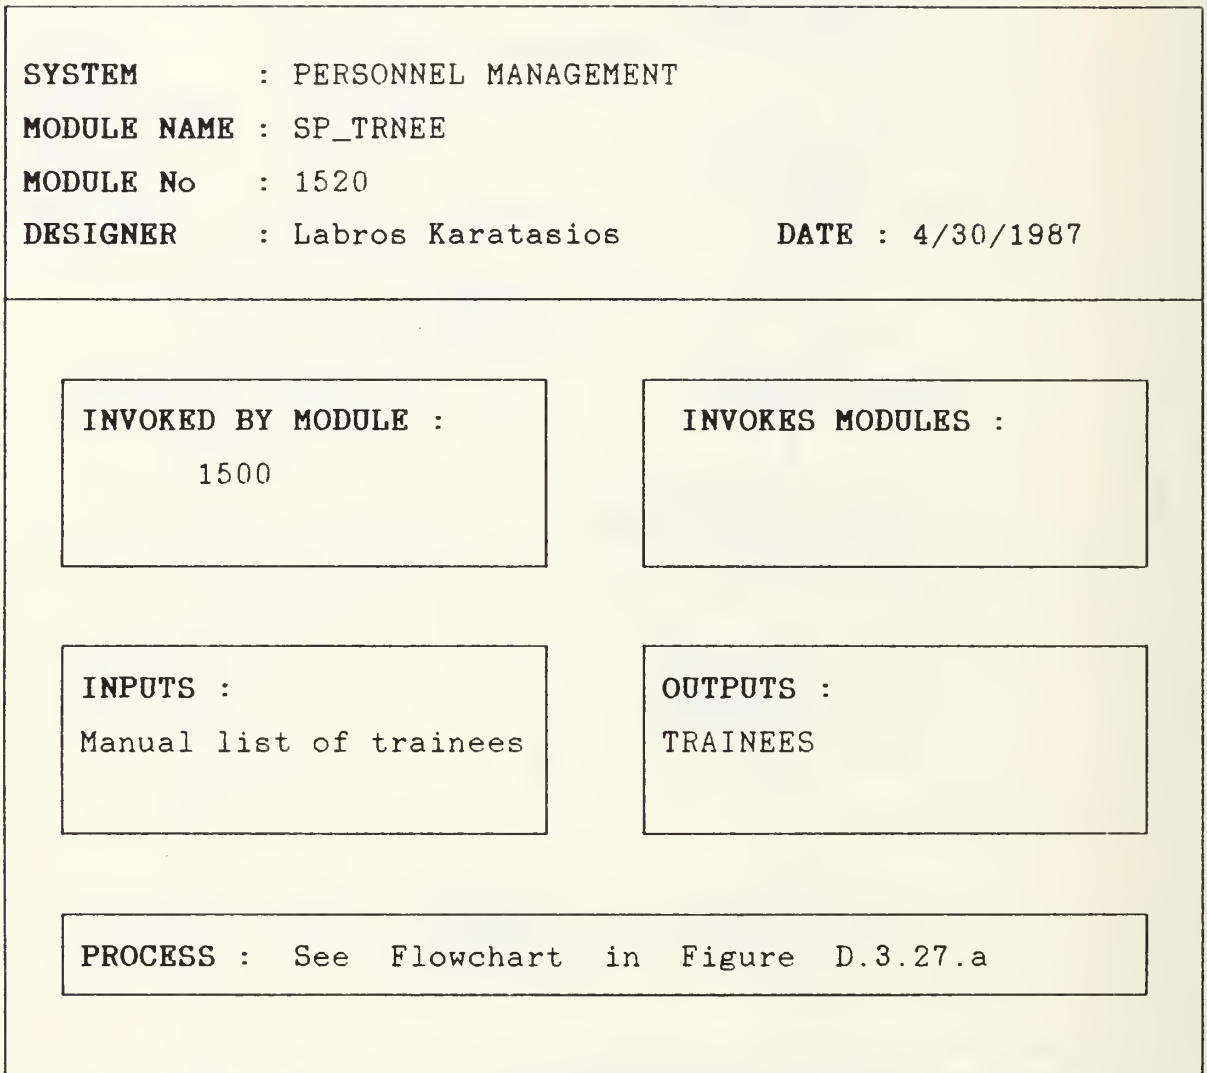 SYSTEM : PERSONNEL MANAGEMENT
MODULE NAME : SP_TRNEE
MODULE No : 1520
DESIGNER : Labros Karatasios DATE : 4/30/1987
INVOKED BY MODULE :
1500
INVOKES MODULES :
INPUTS :
Manual list of trainees
OUTPUTS :
TRAINEES
PROCESS : See Flowchart in Figure D.3.27.a